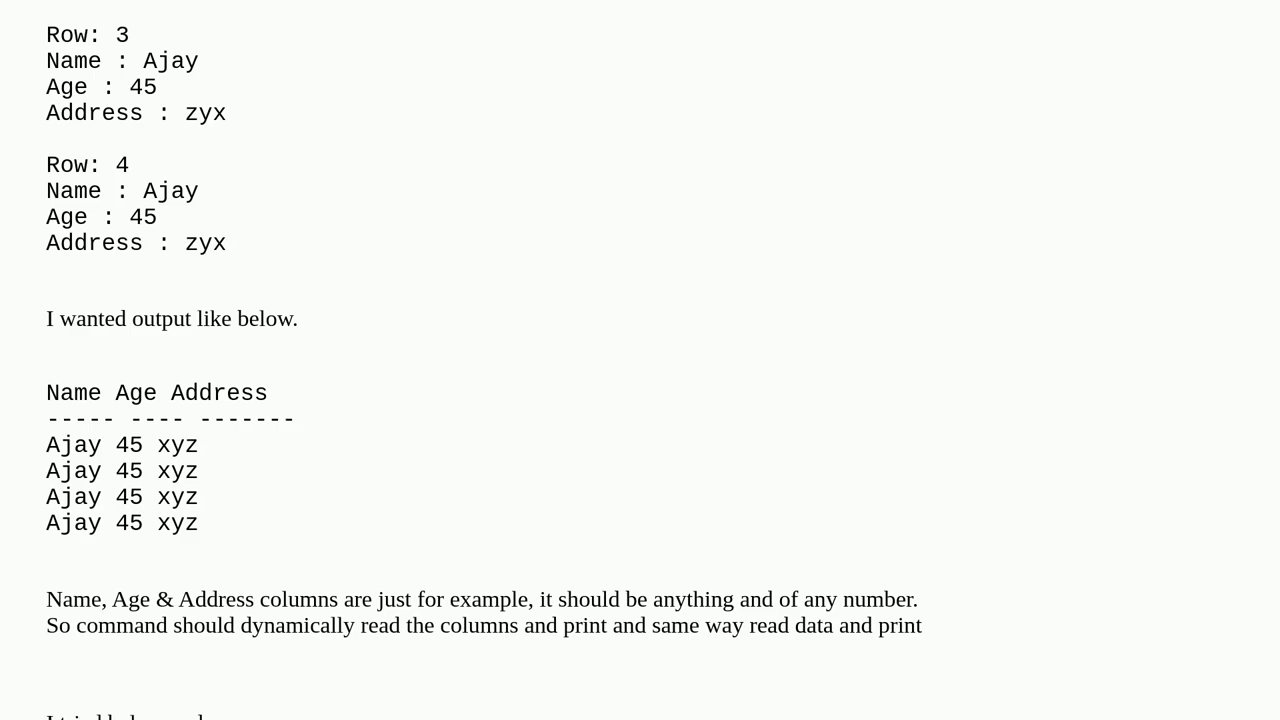 Row: 3
Name : Ajay
Age : 45
Address : zyx
Row: 4
Name : Ajay
Age : 45
Address : zyx
I wanted output like below.
Name Age Address
----- ---- -------
Ajay 45 xyz
Ajay 45 xyz
Ajay 45 xyz
Ajay 45 xyz
Name, Age & Address columns are just for example, it should be anything and of any number.
So command should dynamically read the columns and print and same way read data and print